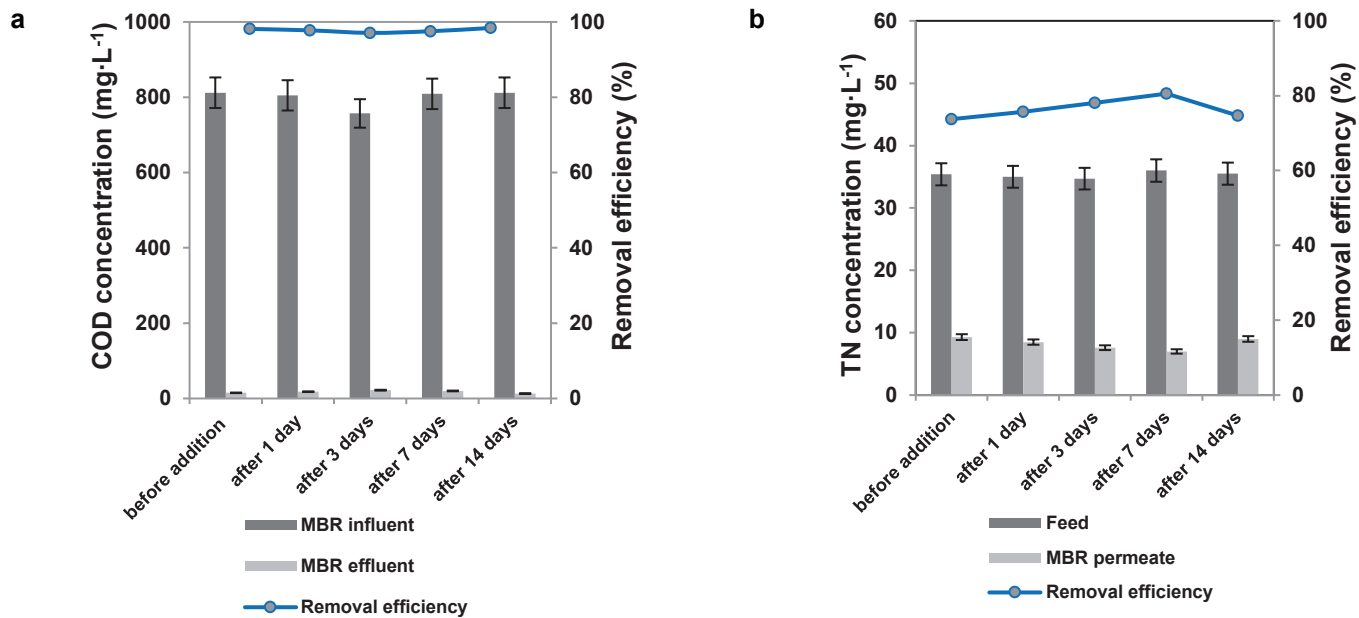 a
COD concentration (mg·L⁻¹)
1000
800
600
400
200
0
100
80
60
40
20
0
Removal efficiency (%)
before addition
after 1 day
after 3 days
after 7 days
after 14 days
MBR influent
MBR effluent
Removal efficiency
b
TN concentration (mg·L⁻¹)
60
50
40
30
20
10
0
100
80
60
40
20
0
Removal efficiency (%)
before addition
after 1 day
after 3 days
after 7 days
after 14 days
Feed
MBR permeate
Removal efficiency